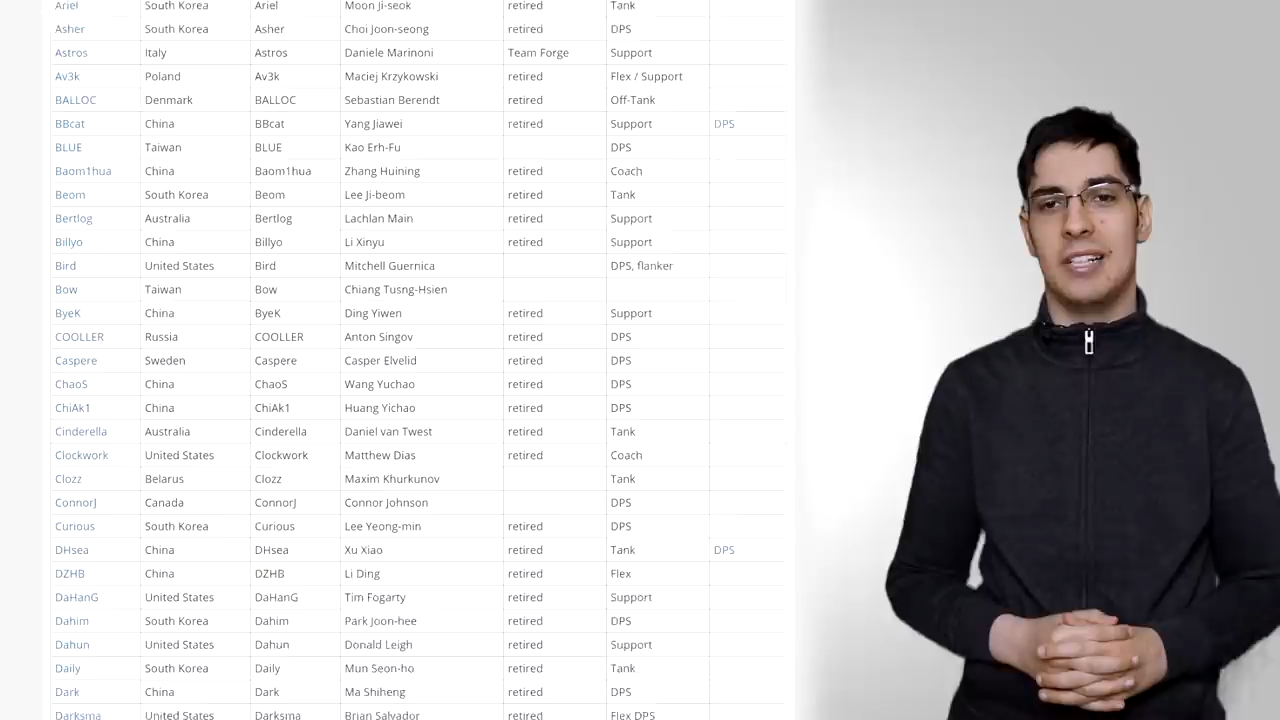 Ariel South Korea Ariel Moon Ji-seok retired Tank
Asher South Korea Asher Choi Joon-seong retired DPS
Astros Italy Astros Daniele Marinoni Team Forge Support
Av3k Poland Av3k Maciej Krzykowski retired Flex / Support
BALLOC Denmark BALLOC Sebastian Berendt retired Off-Tank
BBcat China BBcat Yang Jiawei retired Support DPS
BLUE Taiwan BLUE Kao Erh-Fu DPS
Baom1hua China Baom1hua Zhang Huining retired Coach
Beom South Korea Beom Lee Ji-beom retired Tank
Bertlog Australia Bertlog Lachlan Main retired Support
Billyo China Billyo Li Xinyu retired Support
Bird United States Bird Mitchell Guernica DPS, flanker
Bow Taiwan Bow Chiang Tusng-Hsien
ByeK China ByeK Ding Yiwen retired Support
COOLLER Russia COOLLER Anton Singov retired DPS
Caspere Sweden Caspere Casper Elvelid retired DPS
ChaoS China ChaoS Wang Yuchao retired DPS
ChiAk1 China ChiAk1 Huang Yichao retired DPS
Cinderella Australia Cinderella Daniel van Twest retired Tank
Clockwork United States Clockwork Matthew Dias retired Coach
Clozz Belarus Clozz Maxim Khurkunov Tank
ConnorJ Canada ConnorJ Connor Johnson DPS
Curious South Korea Curious Lee Yeong-min retired DPS
DHsea China DHsea Xu Xiao retired Tank DPS
DZHB China DZHB Li Ding retired Flex
DaHanG United States DaHanG Tim Fogarty retired Support
Dahim South Korea Dahim Park Joon-hee retired DPS
Dahun United States Dahun Donald Leigh retired Support
Daily South Korea Daily Mun Seon-ho retired Tank
Dark China Dark Ma Shiheng retired DPS
Darksma United States Darksma Brian Salvador retired Flex DPS